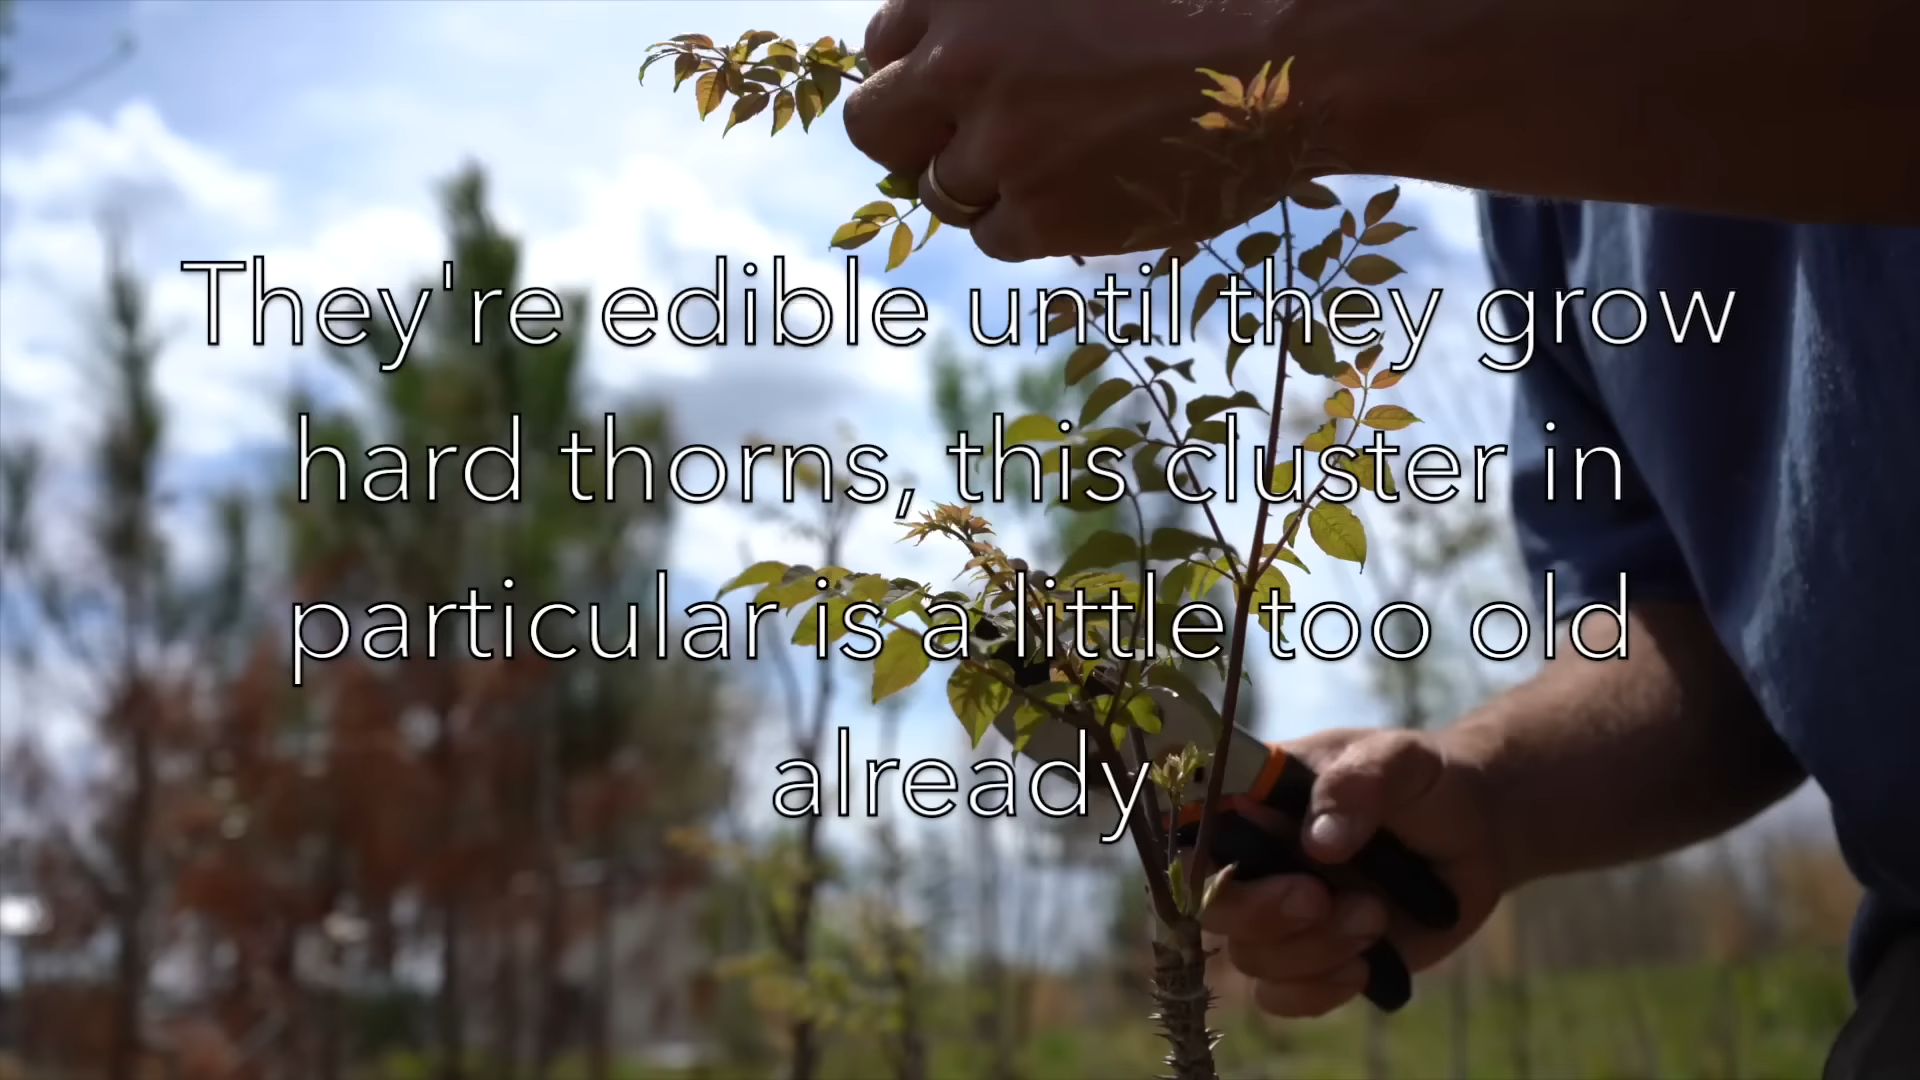 They're edible until they grow
hard thorns, this cluster in
particular is a little too old
already